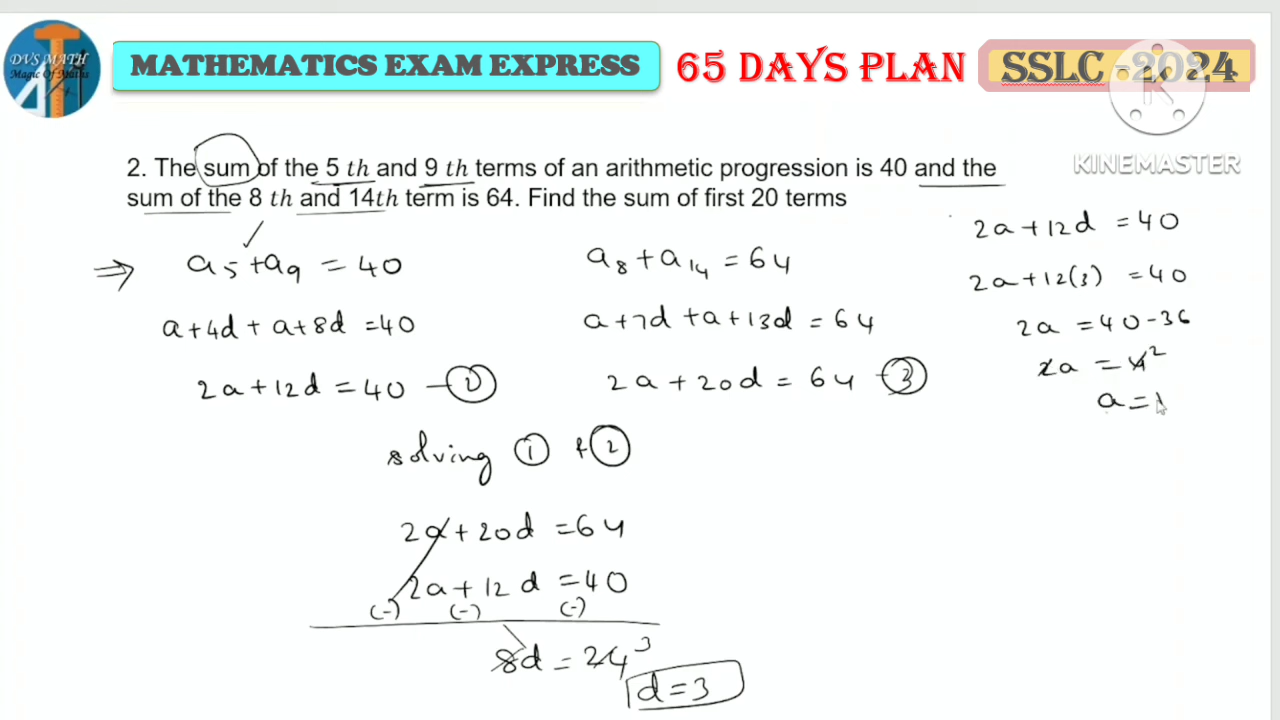 DVS MATH
Magic Of Maths
MATHEMATICS EXAM EXPRESS
65 DAYS PLAN
SSLC -2024
KINEMASTER
2. The sum of the 5 th and 9 th terms of an arithmetic progression is 40 and the
sum of the 8 th and 14th term is 64. Find the sum of first 20 terms
⇒ a5 + a9 = 40
a+4d + a+8d =40
2a+12d = 40 — ①
a8 + a14 = 64
a+7d +a+13d = 64
2a + 20d = 64 — ③
solving ① & ②
2a + 20d = 64
2a + 12d = 40
(-) (-) (-)
8d = 24 3
d = 3
2a + 12d = 40
2a + 12(3) = 40
2a = 40 - 36
2a = 4 2
a =